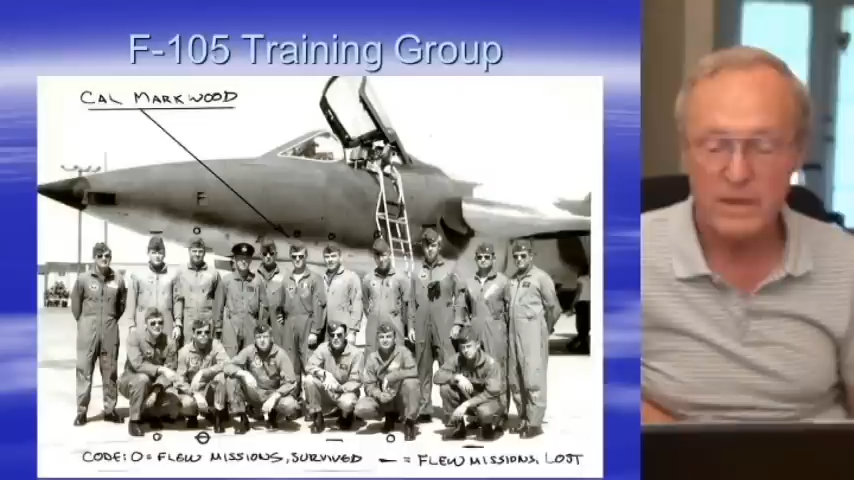 F-105 Training Group
CAL MARKWOOD
F
CODE: O = FLEW MISSIONS, SURVIVED — = FLEW MISSIONS, LOST